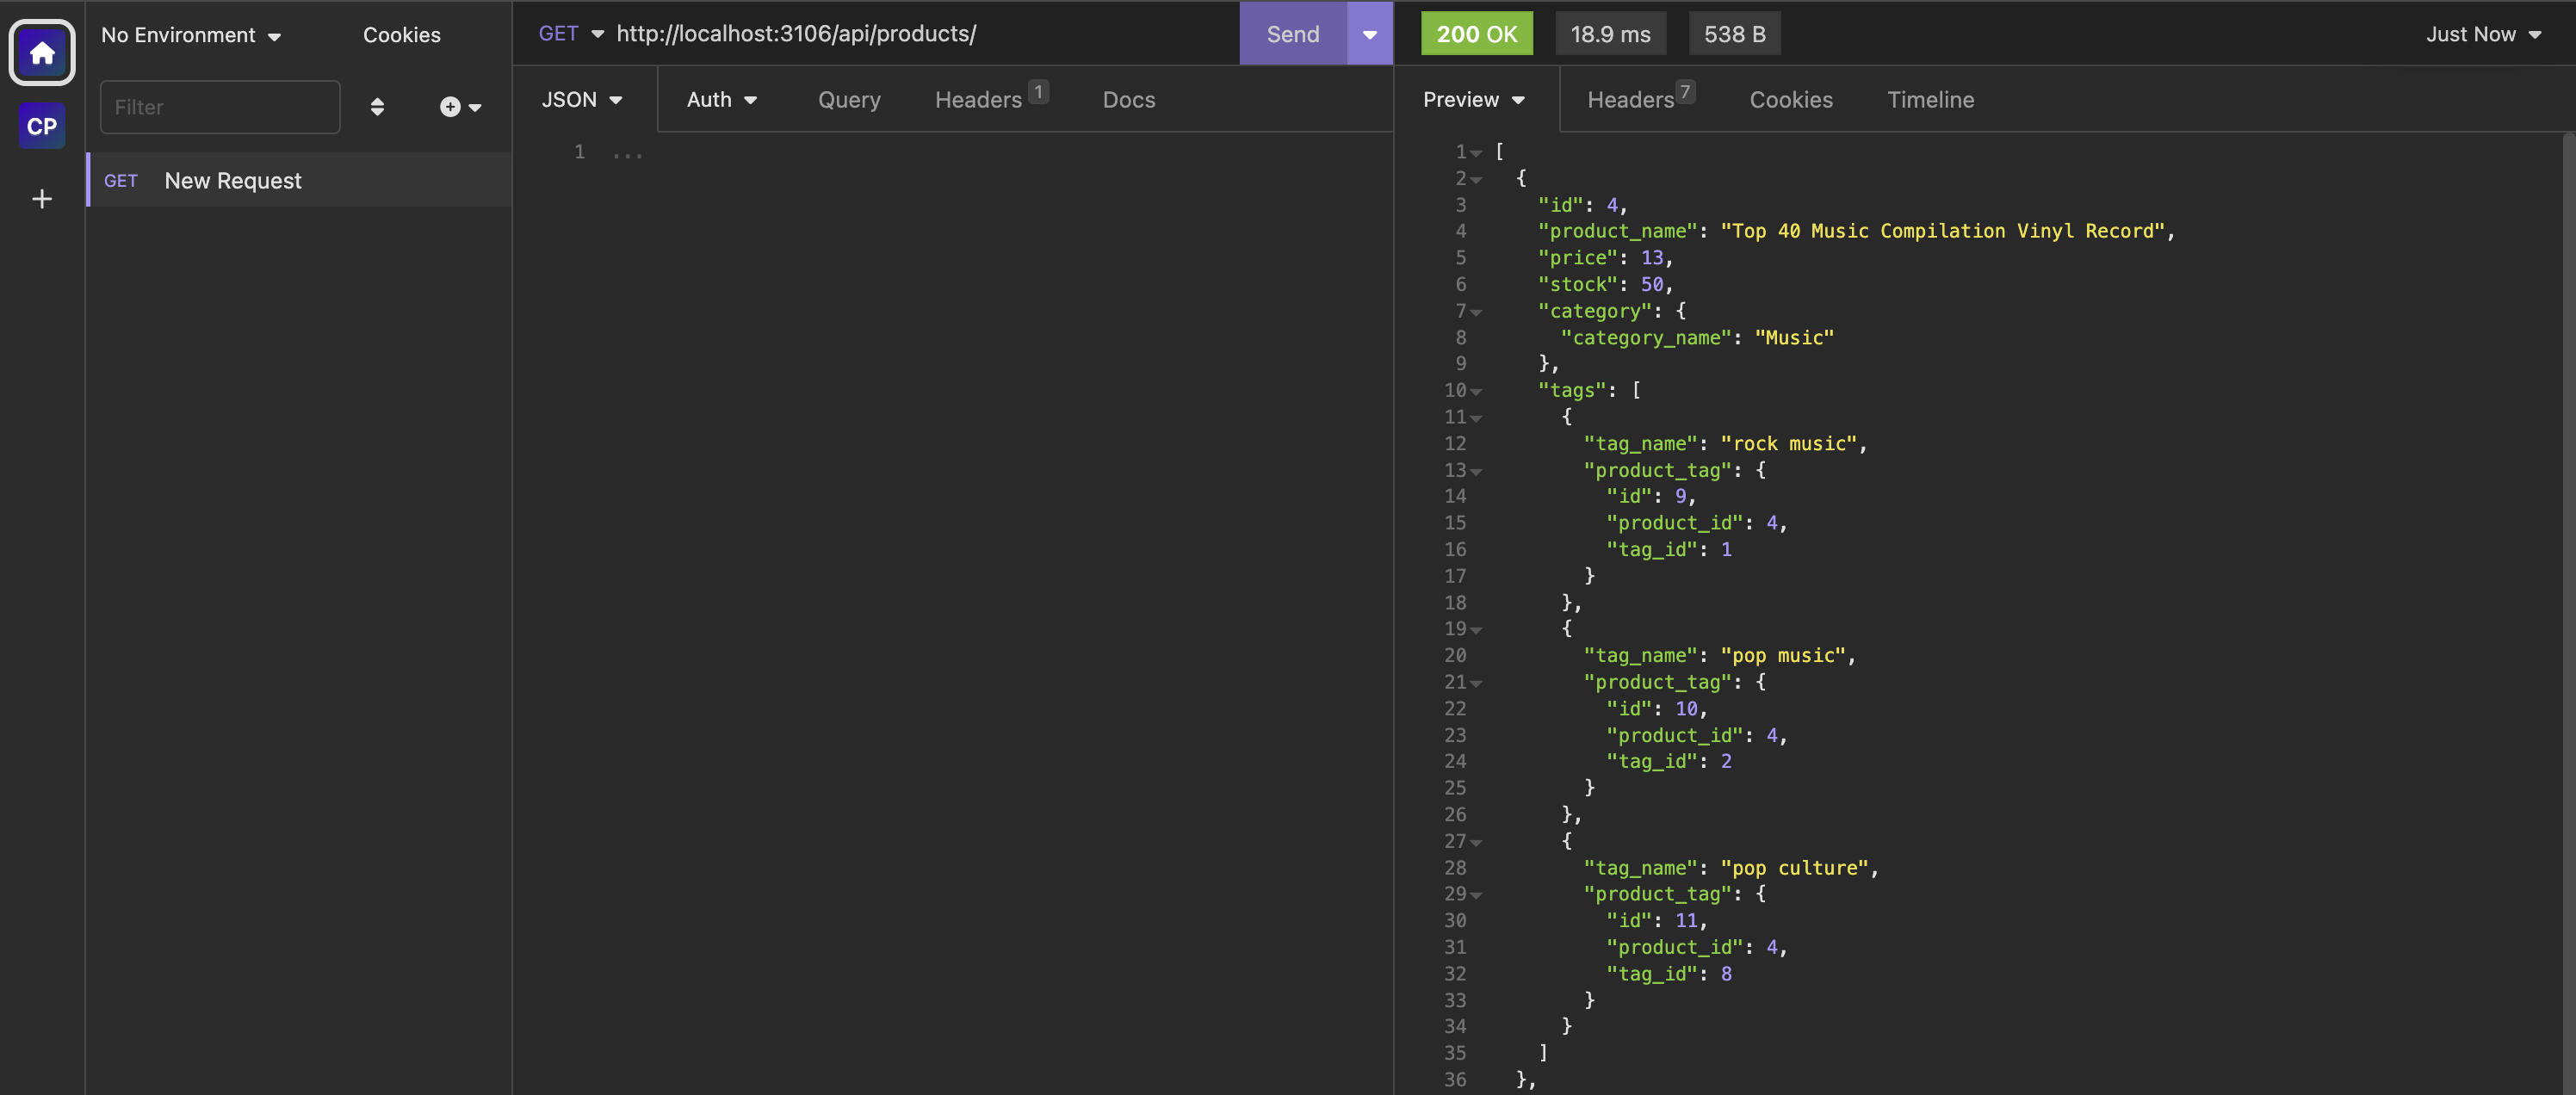 No Environment
Cookies
Filter
CP
GET New Request
GET http://localhost:3106/api/products/
Send
JSON
Auth
Query
Headers 1
Docs
1 ...
200 OK
18.9 ms
538 B
Just Now
Preview
Headers 7
Cookies
Timeline
1 [
2 {
3 "id": 4,
4 "product_name": "Top 40 Music Compilation Vinyl Record",
5 "price": 13,
6 "stock": 50,
7 "category": {
8 "category_name": "Music"
9 },
10 "tags": [
11 {
12 "tag_name": "rock music",
13 "product_tag": {
14 "id": 9,
15 "product_id": 4,
16 "tag_id": 1
17 }
18 },
19 {
20 "tag_name": "pop music",
21 "product_tag": {
22 "id": 10,
23 "product_id": 4,
24 "tag_id": 2
25 }
26 },
27 {
28 "tag_name": "pop culture",
29 "product_tag": {
30 "id": 11,
31 "product_id": 4,
32 "tag_id": 8
33 }
34 }
35 ]
36 },